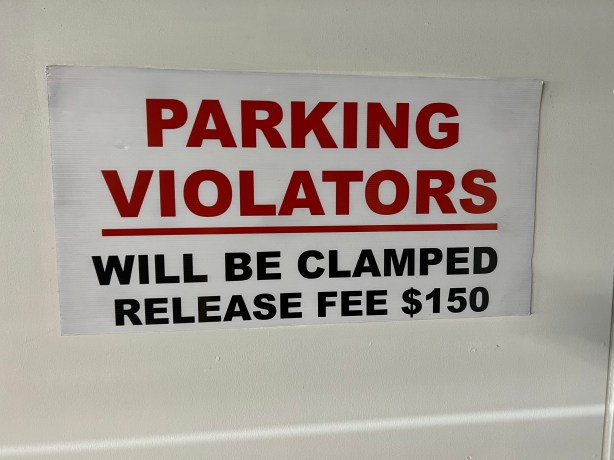 PARKING
VIOLATORS
WILL BE CLAMPED
RELEASE FEE $150